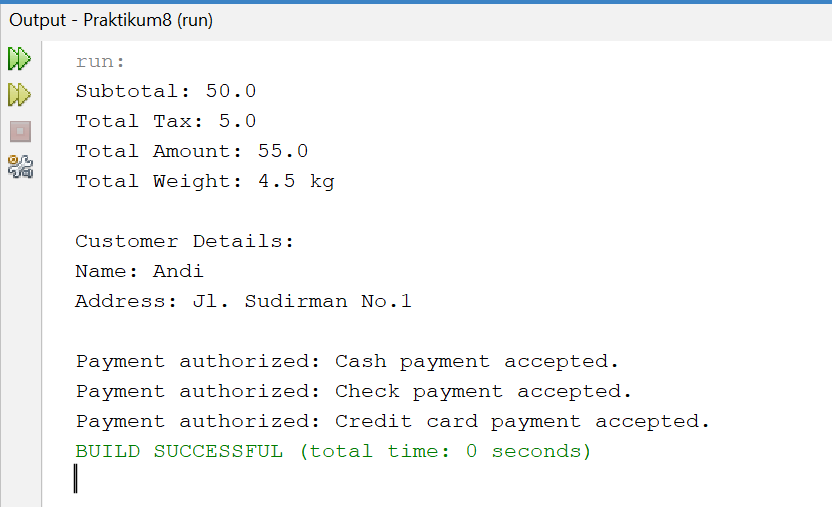 Output - Praktikum8 (run)
run:
Subtotal: 50.0
Total Tax: 5.0
Total Amount: 55.0
Total Weight: 4.5 kg
Customer Details:
Name: Andi
Address: Jl. Sudirman No.1
Payment authorized: Cash payment accepted.
Payment authorized: Check payment accepted.
Payment authorized: Credit card payment accepted.
BUILD SUCCESSFUL (total time: 0 seconds)